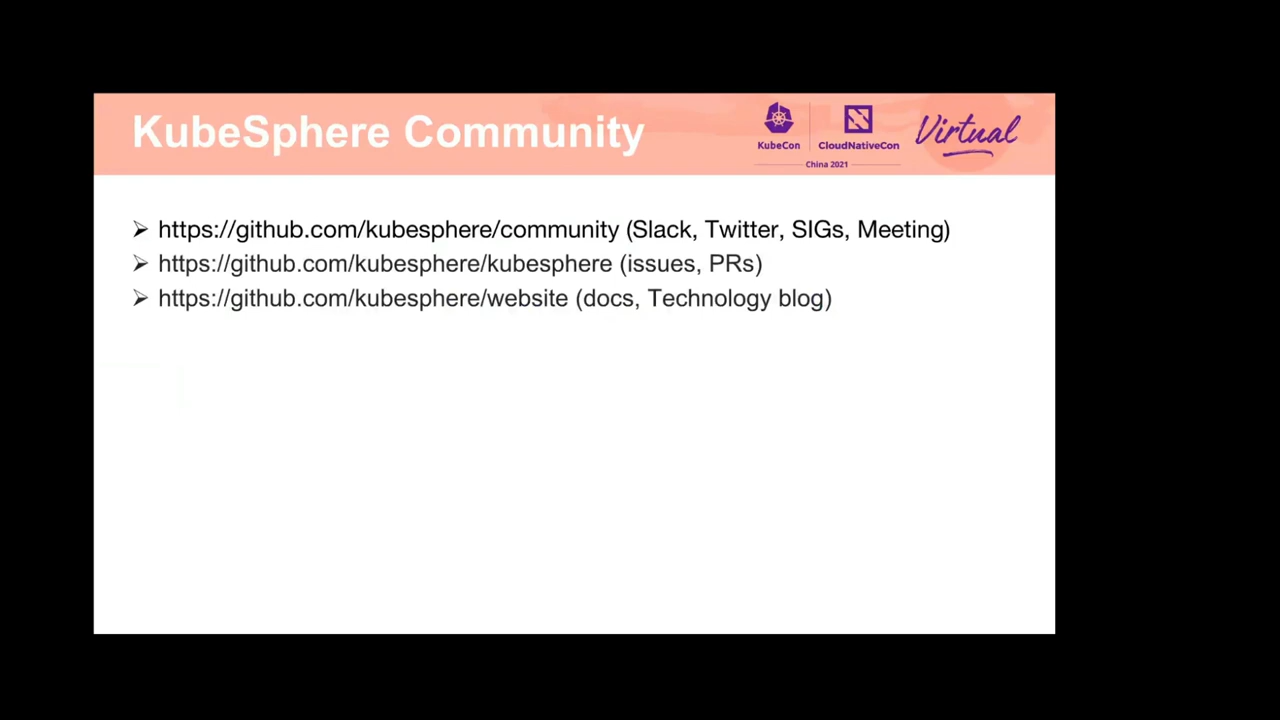 KubeSphere Community
KubeCon
CloudNativeCon
China 2021
Virtual
➢ https://github.com/kubesphere/community (Slack, Twitter, SIGs, Meeting)
➢ https://github.com/kubesphere/kubesphere (issues, PRs)
➢ https://github.com/kubesphere/website (docs, Technology blog)